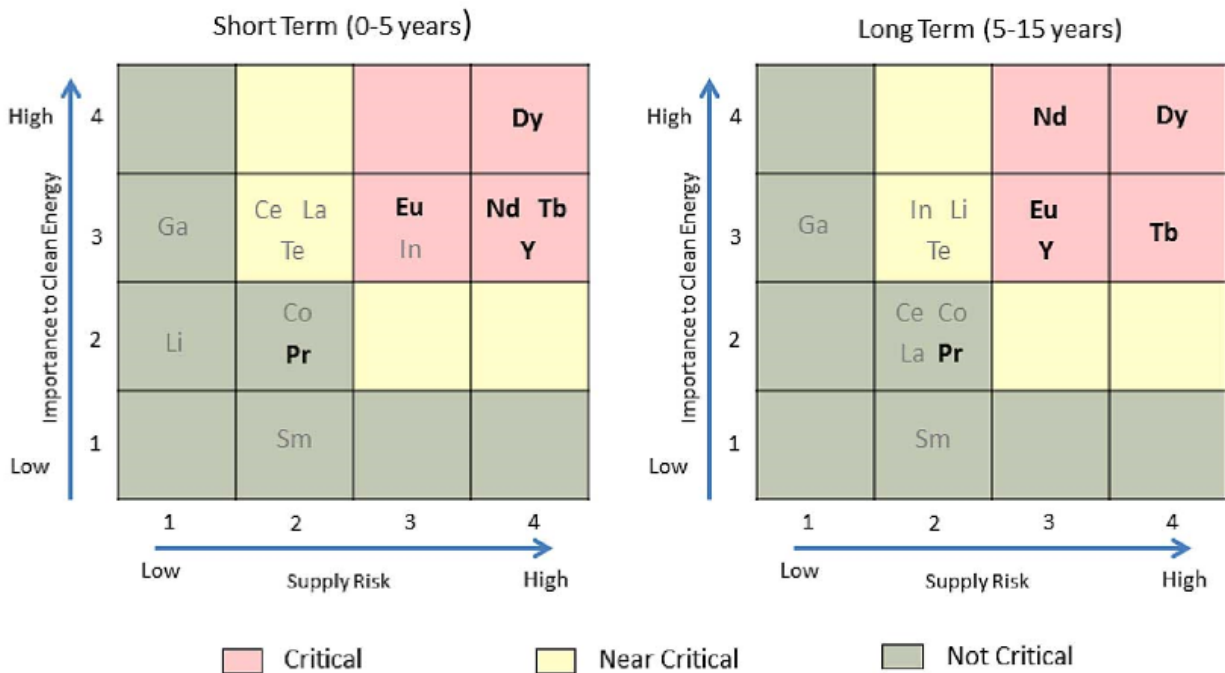 Short Term (0-5 years)
High
4
Dy
Importance to Clean Energy
3
Ga
Ce La
Te
Eu
In
Nd Tb
Y
2
Li
Co
Pr
1
Sm
Low
1 2 3 4
Low
Supply Risk
High
Long Term (5-15 years)
High
4
Nd
Dy
Importance to Clean Energy
3
Ga
In Li
Te
Eu
Y
Tb
2
Ce Co
La Pr
1
Sm
Low
1 2 3 4
Low
Supply Risk
High
Critical
Near Critical
Not Critical